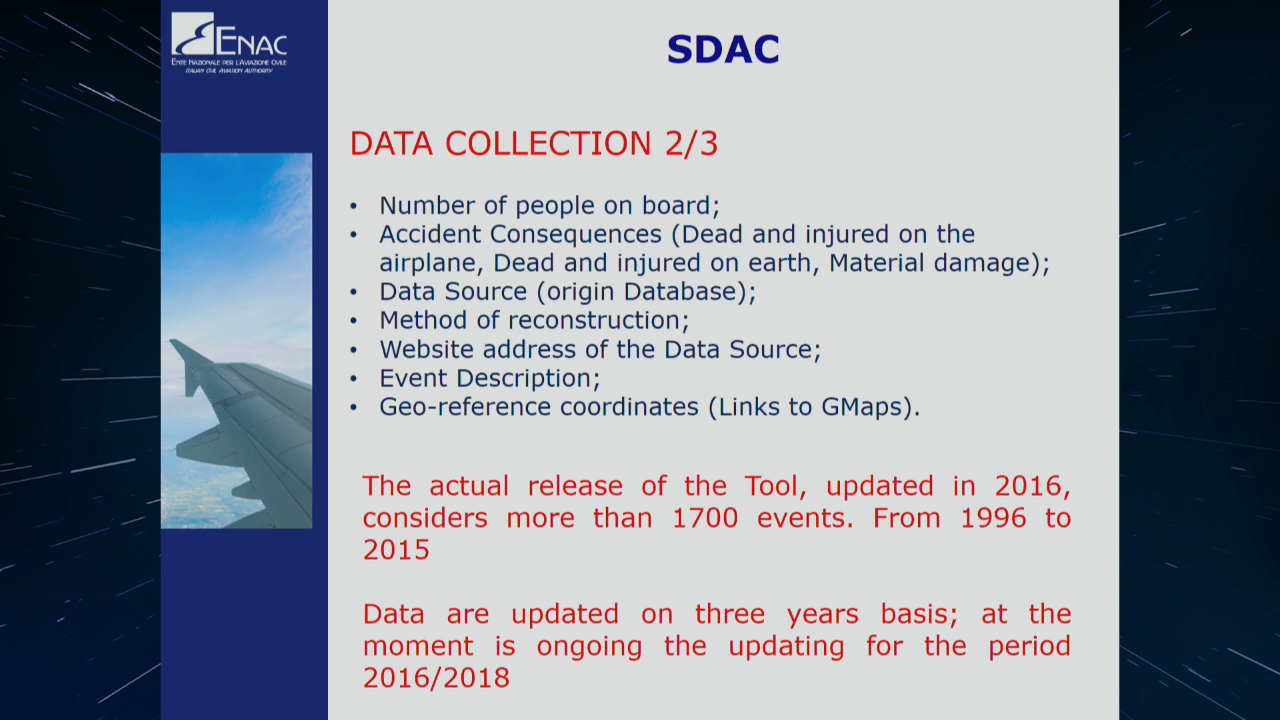 ENAC
ENTE NAZIONALE PER L'AVIAZIONE CIVILE
ITALIAN CIVIL AVIATION AUTHORITY
SDAC
DATA COLLECTION 2/3
• Number of people on board;
• Accident Consequences (Dead and injured on the
airplane, Dead and injured on earth, Material damage);
• Data Source (origin Database);
• Method of reconstruction;
• Website address of the Data Source;
• Event Description;
• Geo-reference coordinates (Links to GMaps).
The actual release of the Tool, updated in 2016,
considers more than 1700 events. From 1996 to
2015
Data are updated on three years basis; at the
moment is ongoing the updating for the period
2016/2018